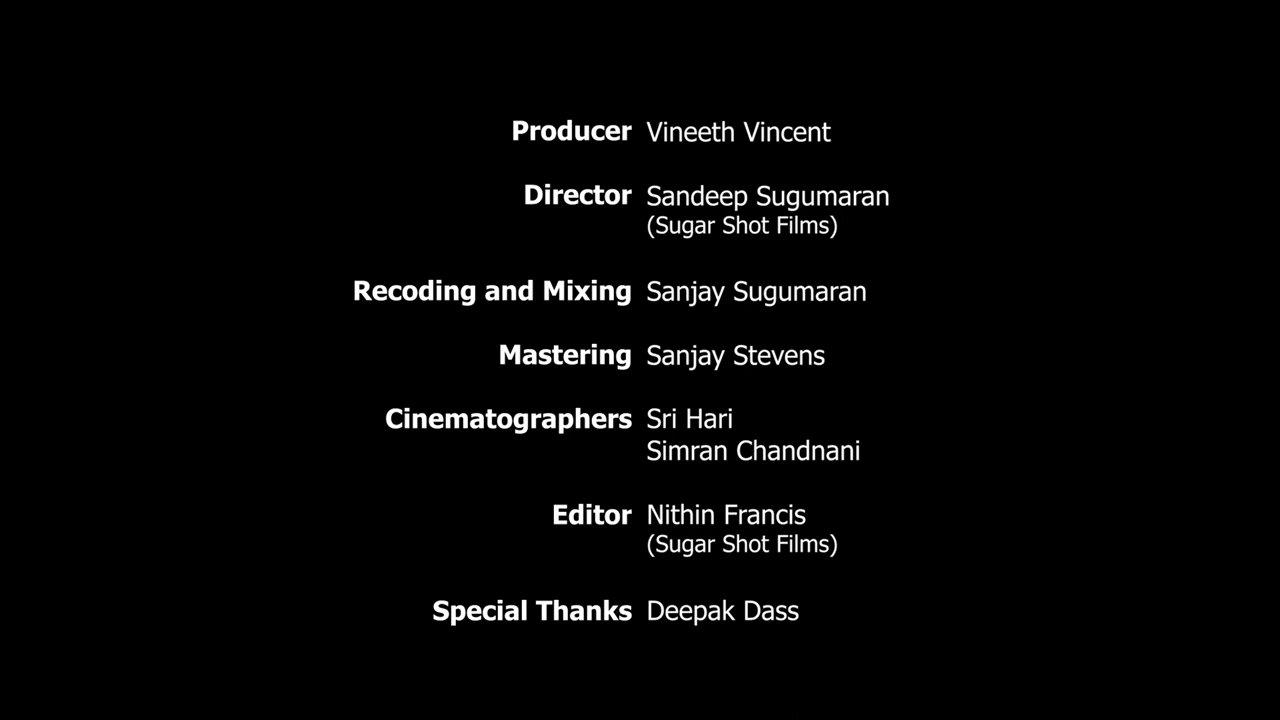 Producer Vineeth Vincent
Director Sandeep Sugumaran
(Sugar Shot Films)
Recoding and Mixing Sanjay Sugumaran
Mastering Sanjay Stevens
Cinematographers Sri Hari
Simran Chandnani
Editor Nithin Francis
(Sugar Shot Films)
Special Thanks Deepak Dass